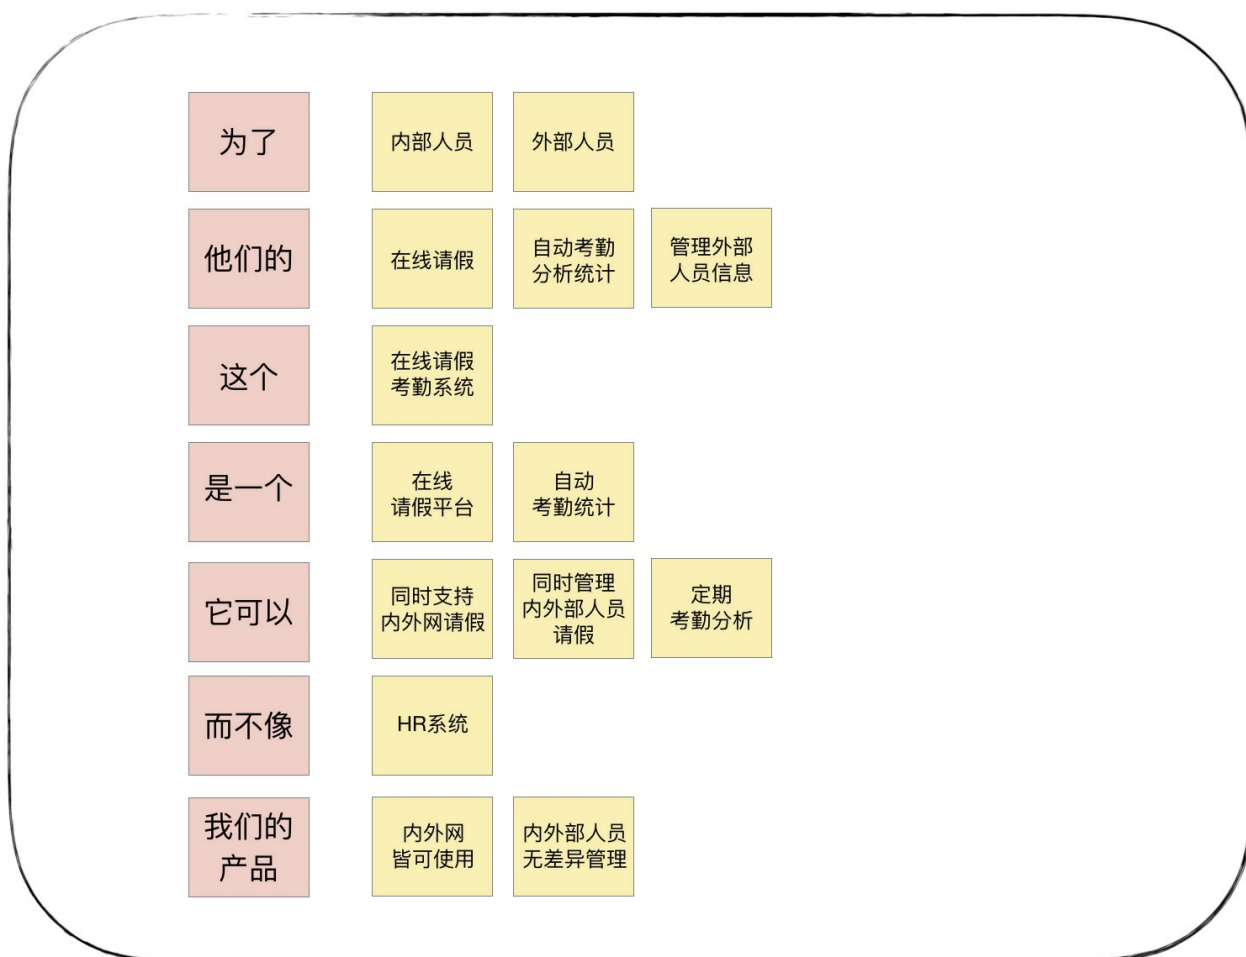 为了
内部人员
外部人员
他们的
在线请假
自动考勤
分析统计
管理外部
人员信息
这个
在线请假
考勤系统
是一个
在线
请假平台
自动
考勤统计
它可以
同时支持
内外网请假
同时管理
内外部人员
请假
定期
考勤分析
而不像
HR系统
我们的
产品
内外网
皆可使用
内外部人员
无差异管理